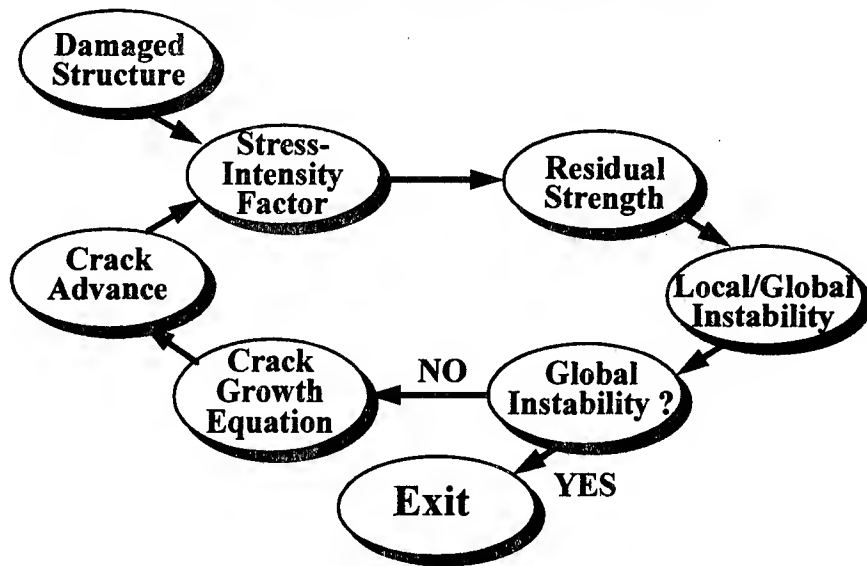 Damaged
Structure
Stress-
Intensity
Factor
Residual
Strength
Local/Global
Instability
Global
Instability ?
NO
YES
Crack
Growth
Equation
Crack
Advance
Exit